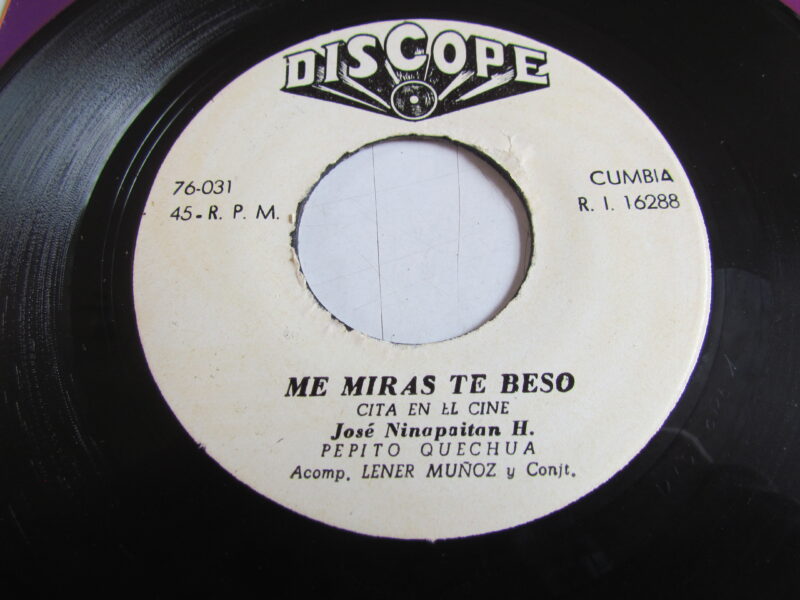 DISCOPE
76-031
45-R. P. M.
CUMBIA
R. I. 16288
ME MIRAS TE BESO
CITA EN EL CINE
José Ninapaitan H.
PEPITO QUECHUA
Acomp. LENER MUÑOZ y Conjt.